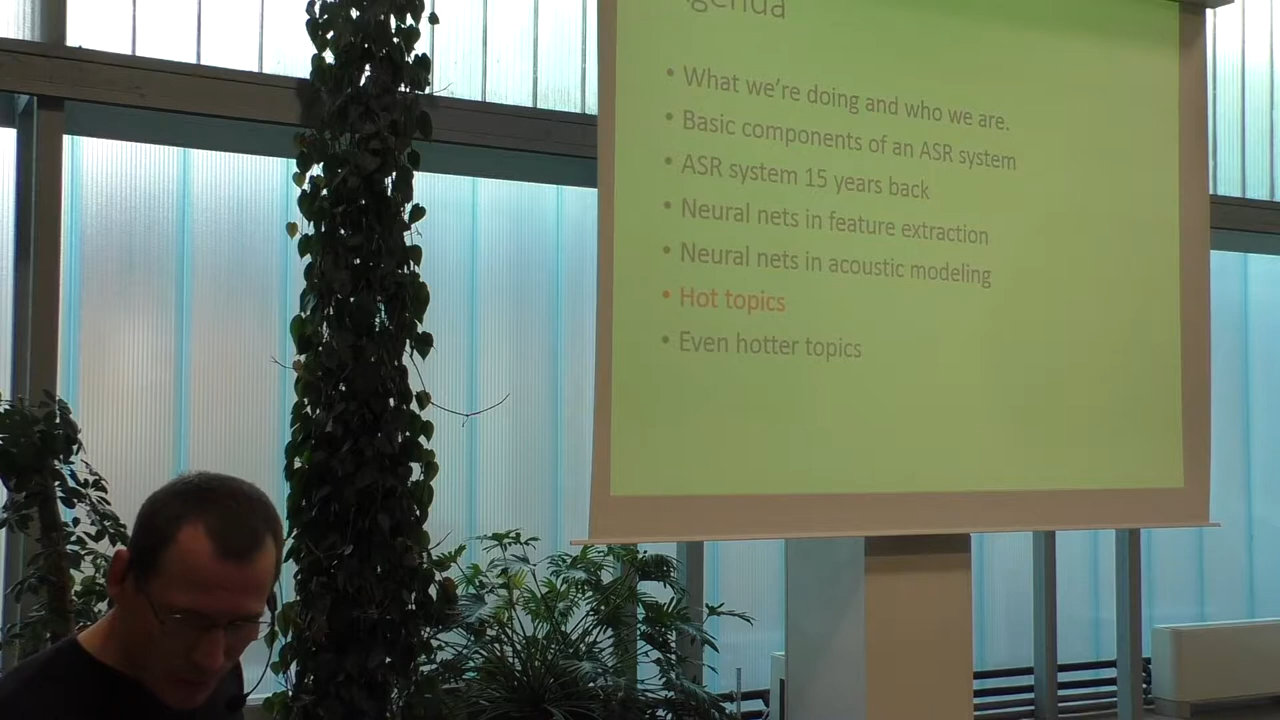 genda
• What we're doing and who we are.
• Basic components of an ASR system
• ASR system 15 years back
• Neural nets in feature extraction
• Neural nets in acoustic modeling
• Hot topics
• Even hotter topics